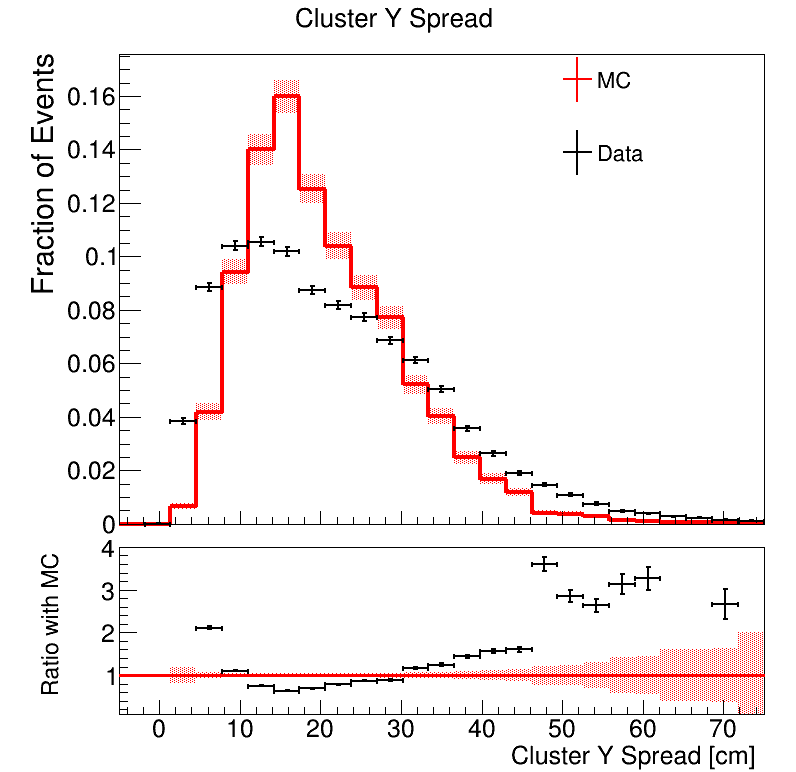 Cluster Y Spread
Fraction of Events
0.16
0.14
0.12
0.1
0.08
0.06
0.04
0.02
0
MC
Data
Ratio with MC
4
3
2
1
0 10 20 30 40 50 60 70
Cluster Y Spread [cm]